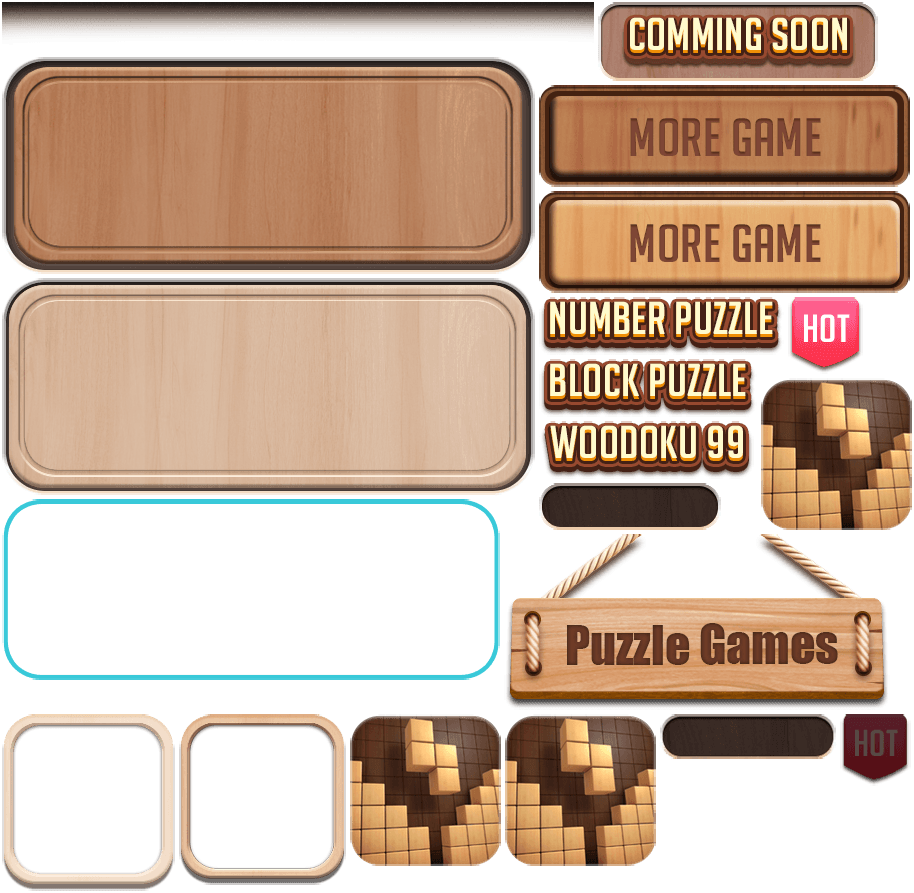 COMMING SOON
MORE GAME
MORE GAME
NUMBER PUZZLE
HOT
BLOCK PUZZLE
WOODOKU 99
Puzzle Games
HOT